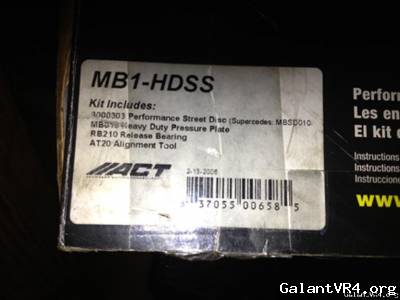 MB1-HDSS
Kit Includes:
3000303 Performance Street Disc (Supercedes: MBSD010
Heavy Duty Pressure Plate
RB210 Release Bearing
AT20 Alignment Tool
ACT
2-13-2006
37055 00658 5
Perform
Les en
El kit d
Instructions
Instructions
Instruccione
www
GalantVR4.org